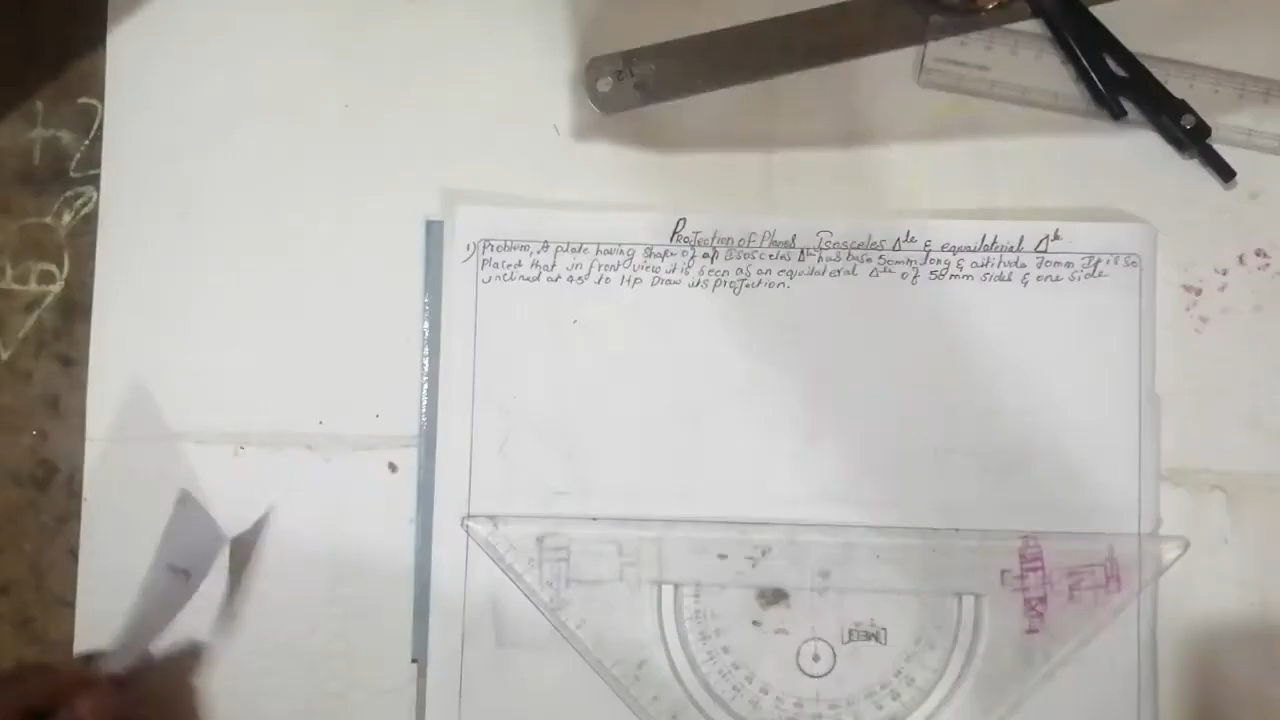 Projection of Planes Isosceles Δle & equailaterial Δle
1) Problem, A plate having shape of an Isosceles Δle has base 50mm long & altitude 70mm It is so
Placed that in front view it is seen as an equilateral Δle of 50mm sides & one side
inclined at 45° to HP Draw its projection.
MEQ